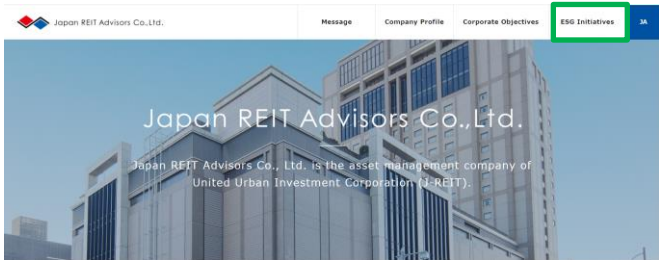 Japan REIT Advisors Co.,Ltd.
Message
Company Profile
Corporate Objectives
ESG Initiatives
JA
Japan REIT Advisors Co.,Ltd.
Japan REIT Advisors Co., Ltd. is the asset management company of
United Urban Investment Corporation (J-REIT).